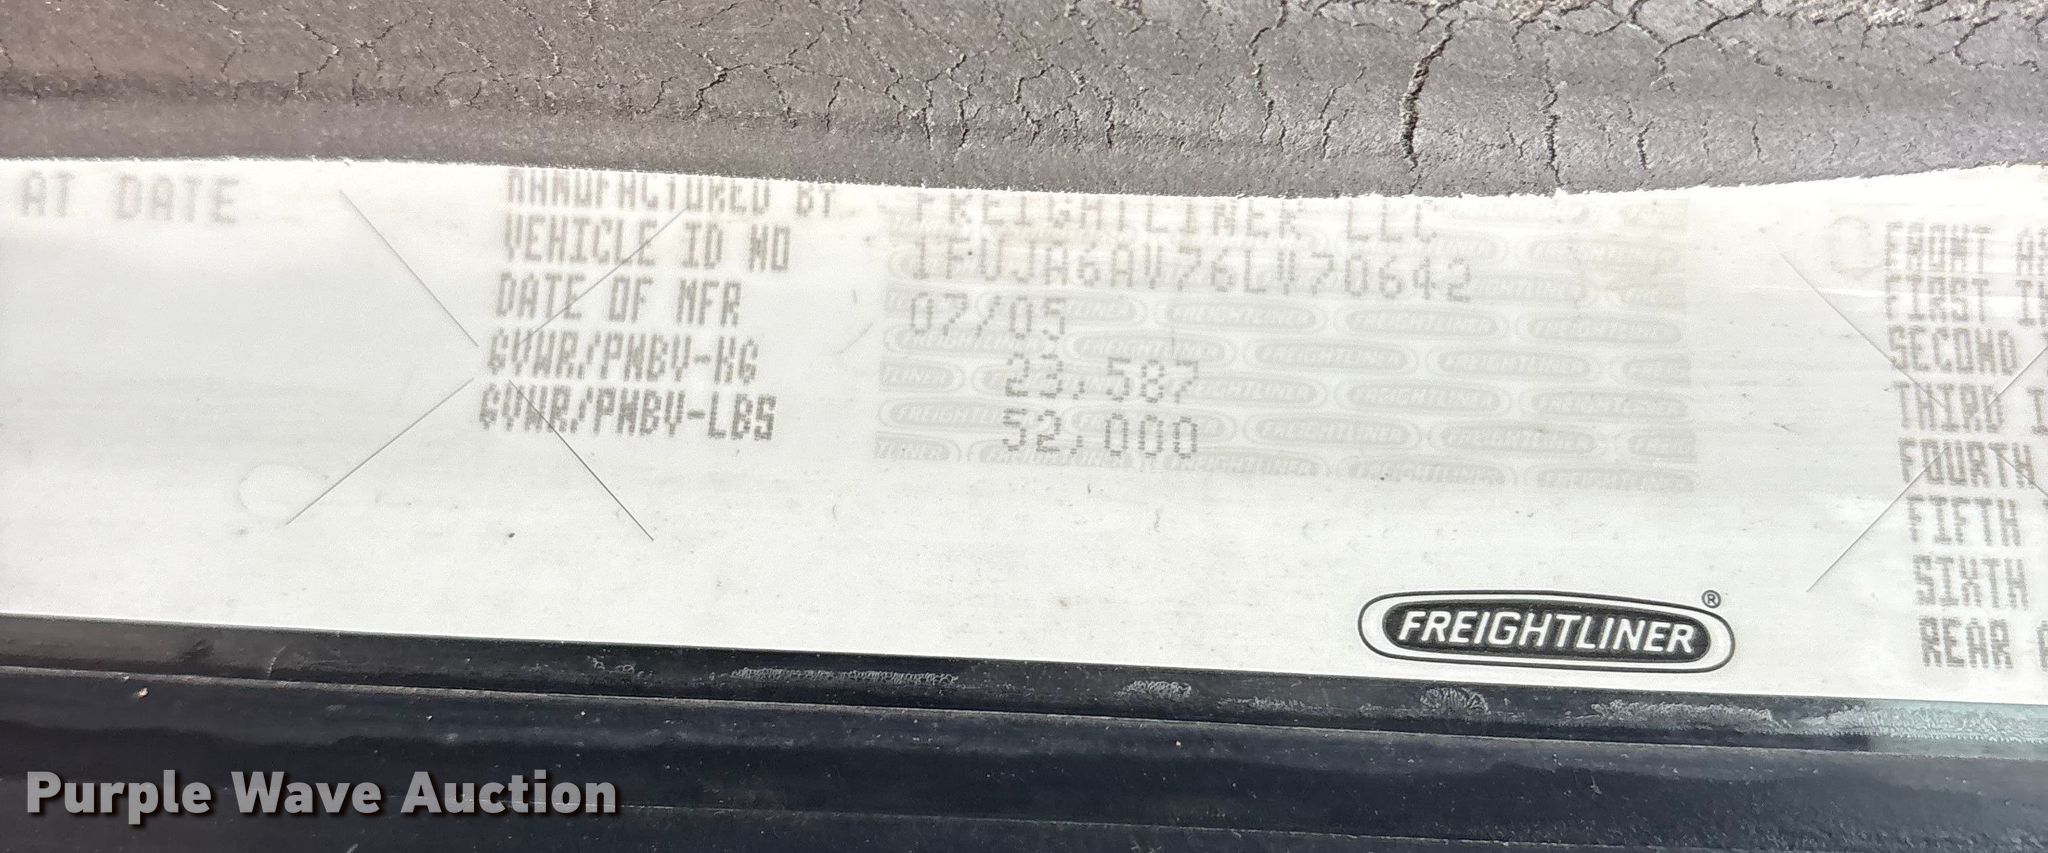 AT DATE
MANUFACTURED BY FREIGHTLINER LLC
VEHICLE ID NO 1FUJA6AV76LV70642
DATE OF MFR 07/05
GVWR/PNBV-KG 23,587
GVWR/PNBV-LBS 52,000
FRONT
FIRST
SECOND
THIRD
FOURTH
FIFTH
SIXTH
REAR
FREIGHTLINER ®
Purple Wave Auction